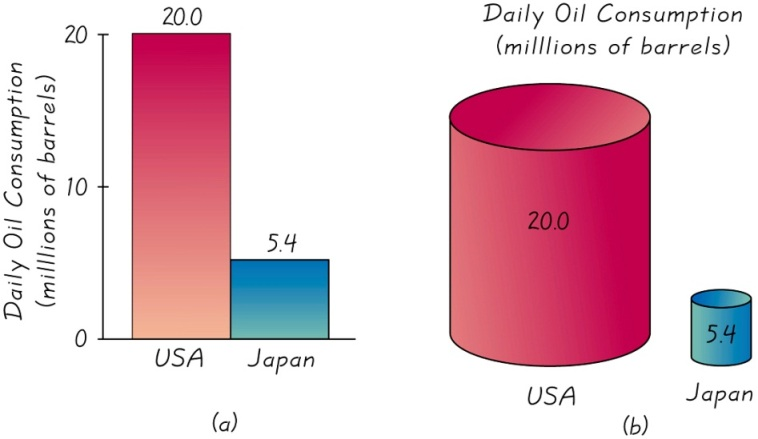 Daily Oil Consumption
(milllions of barrels)
20
10
0
20.0
5.4
USA
Japan
(a)
Daily Oil Consumption
(milllions of barrels)
20.0
5.4
USA
Japan
(b)